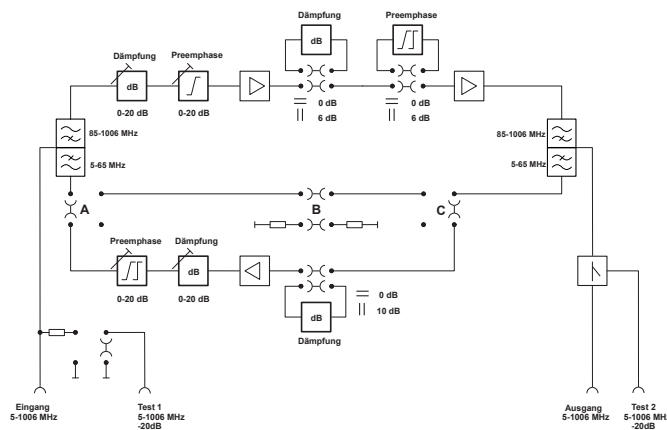 Dämpfung
Preemphase
dB
Dämpfung
Preemphase
dB
0-20 dB
0-20 dB
0 dB
6 dB
0 dB
6 dB
85-1006 MHz
5-65 MHz
85-1006 MHz
5-65 MHz
A
B
C
Preemphase
Dämpfung
dB
0-20 dB
0-20 dB
dB
0 dB
10 dB
Dämpfung
Eingang
5-1006 MHz
Test 1
5-1006 MHz
-20dB
Ausgang
5-1006 MHz
Test 2
5-1006 MHz
-20dB